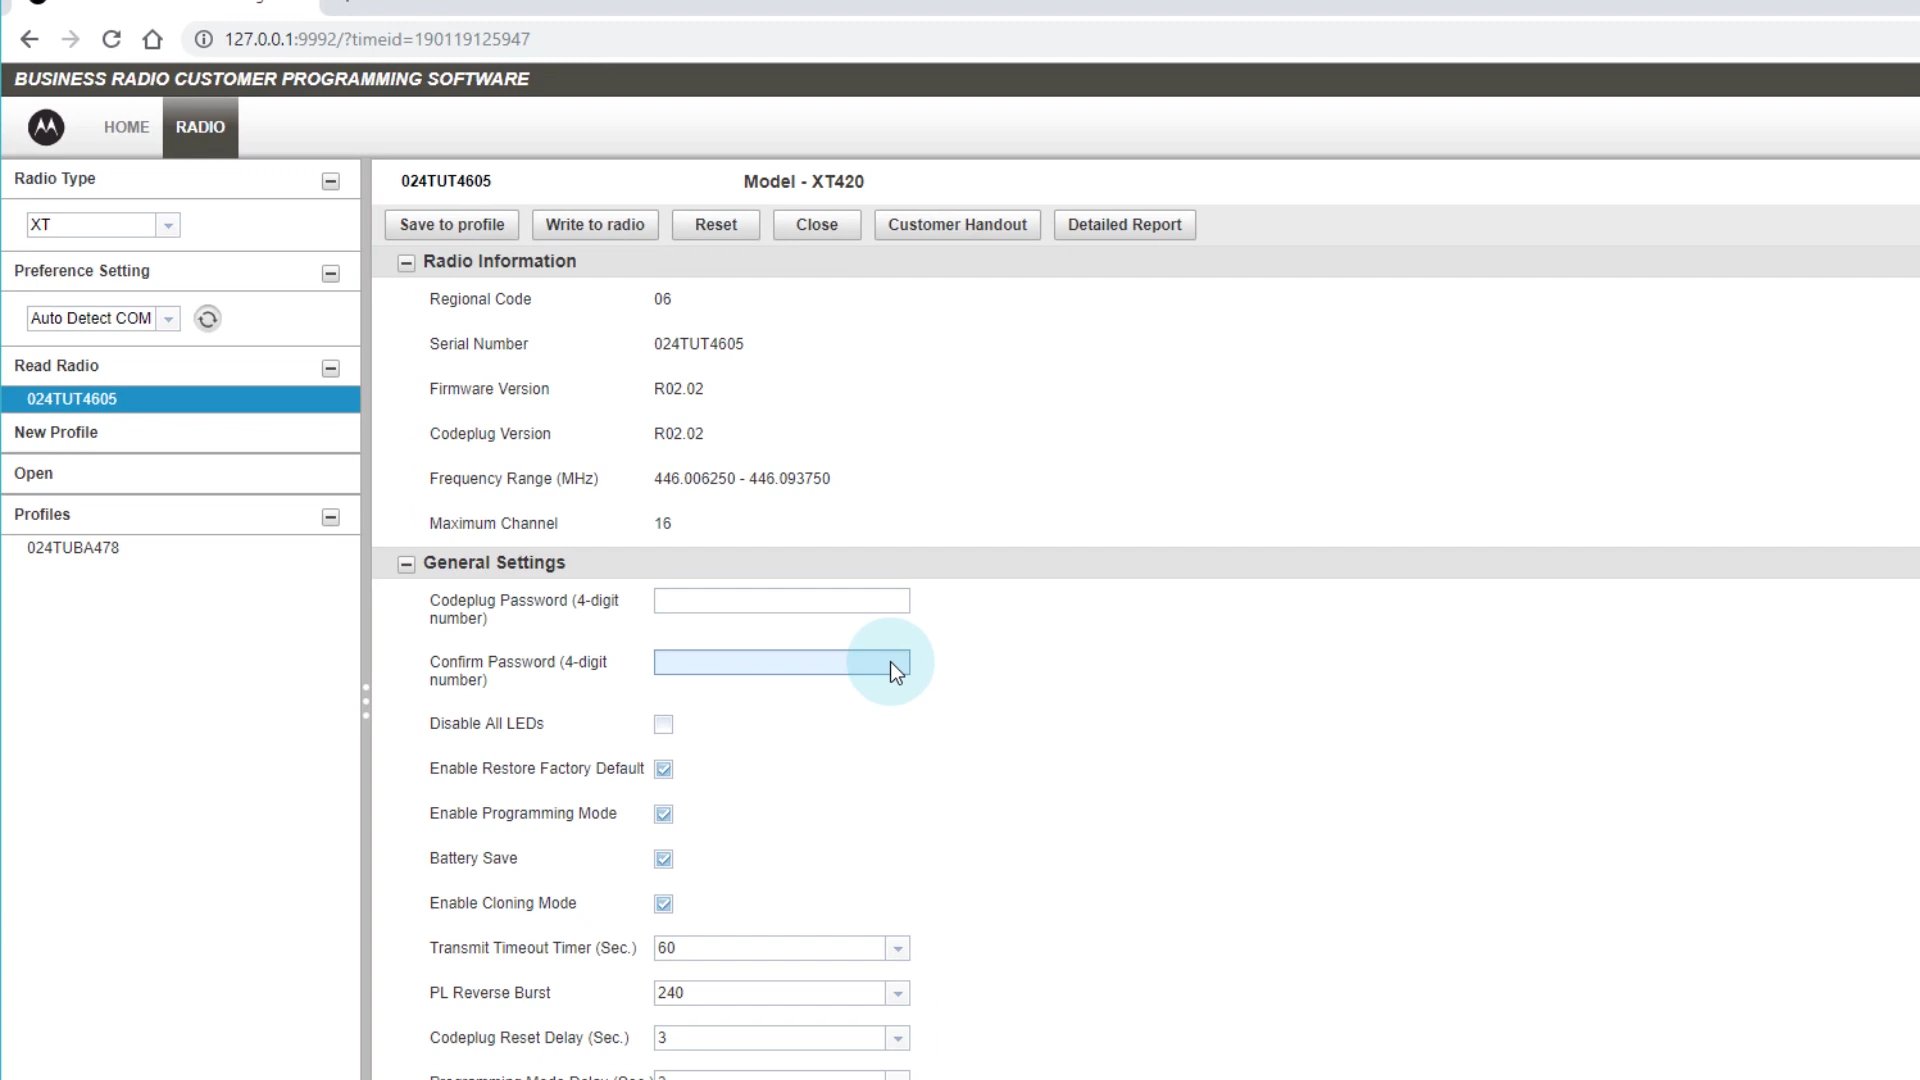 127.0.0.1:9992/?timeid=190119125947
BUSINESS RADIO CUSTOMER PROGRAMMING SOFTWARE
HOME
RADIO
Radio Type
XT
Preference Setting
Auto Detect COM
Read Radio
024TUT4605
New Profile
Open
Profiles
024TUBA478
024TUT4605 Model - XT420
Save to profile Write to radio Reset Close Customer Handout Detailed Report
Radio Information
Regional Code 06
Serial Number 024TUT4605
Firmware Version R02.02
Codeplug Version R02.02
Frequency Range (MHz) 446.006250 - 446.093750
Maximum Channel 16
General Settings
Codeplug Password (4-digit
number)
Confirm Password (4-digit
number)
Disable All LEDs
Enable Restore Factory Default
Enable Programming Mode
Battery Save
Enable Cloning Mode
Transmit Timeout Timer (Sec.) 60
PL Reverse Burst 240
Codeplug Reset Delay (Sec.) 3
Programming Mode Delay (Sec.)